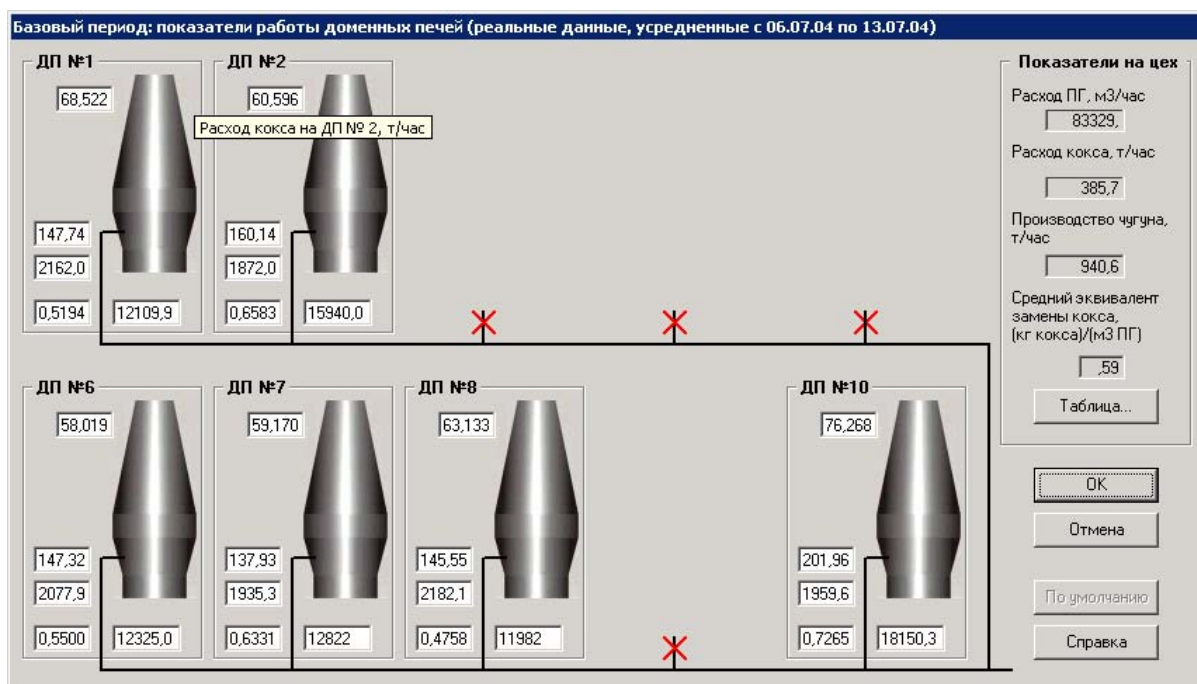 Базовый период: показатели работы доменных печей (реальные данные, усредненные с 06.07.04 по 13.07.04)
ДП №1
68,522
147,74
2162,0
0,5194
12109,9
ДП №2
60,596
Расход кокса на ДП № 2, т/час
160,14
1872,0
0,6583
15940,0
ДП №6
58,019
147,32
2077,9
0,5500
12325,0
ДП №7
59,170
137,93
1935,3
0,6331
12822
ДП №8
63,133
145,55
2182,1
0,4758
11982
ДП №10
76,268
201,96
1959,6
0,7265
18150,3
Показатели на цех
Расход ПГ, м3/час
83329,
Расход кокса, т/час
385,7
Производство чугуна,
т/час
940,6
Средний эквивалент
замены кокса,
(кг кокса)/(м3 ПГ)
,59
Таблица...
OK
Отмена
По умолчанию
Справка